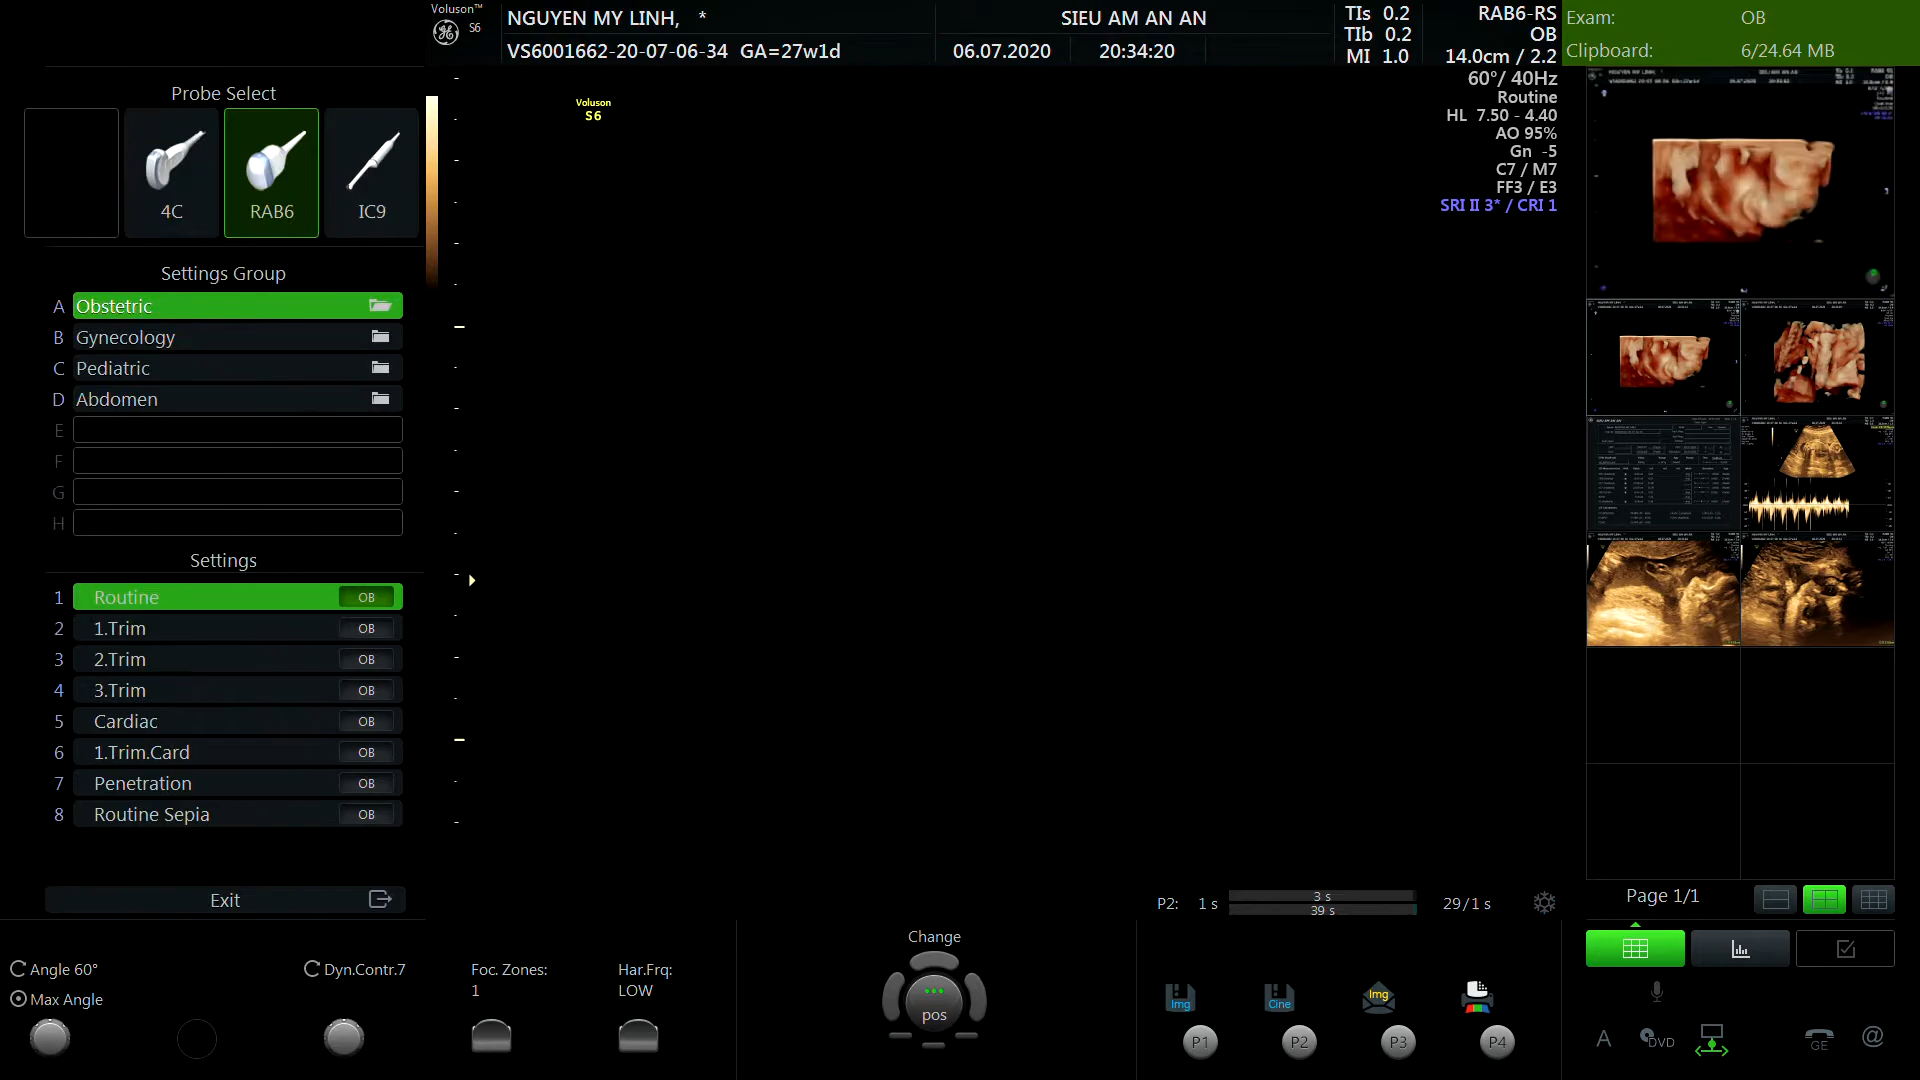 Voluson™
S6
NGUYEN MY LINH, *
SIEU AM AN AN
VS6001662-20-07-06-34 GA=27w1d
06.07.2020
20:34:20
TIs 0.2
TIb 0.2
MI 1.0
RAB6-RS
OB
14.0cm / 2.2
60°/ 40Hz
Routine
HL 7.50 - 4.40
AO 95%
Gn -5
C7 / M7
FF3 / E3
SRI II 3* / CRI 1
Exam: OB
Clipboard: 6/24.64 MB
Probe Select
4C
RAB6
IC9
Voluson
S6
Settings Group
A Obstetric
B Gynecology
C Pediatric
D Abdomen
E
F
G
H
Settings
1 Routine OB
2 1.Trim OB
3 2.Trim OB
4 3.Trim OB
5 Cardiac OB
6 1.Trim.Card OB
7 Penetration OB
8 Routine Sepia OB
Exit
P2: 1 s
3 s
39 s
29/1 s
Page 1/1
Angle 60°
Max Angle
Dyn.Contr.7
Foc. Zones:
1
Har.Frq:
LOW
Change
pos
Img
Cine
Img
P1
P2
P3
P4
A
DVD
GE
@